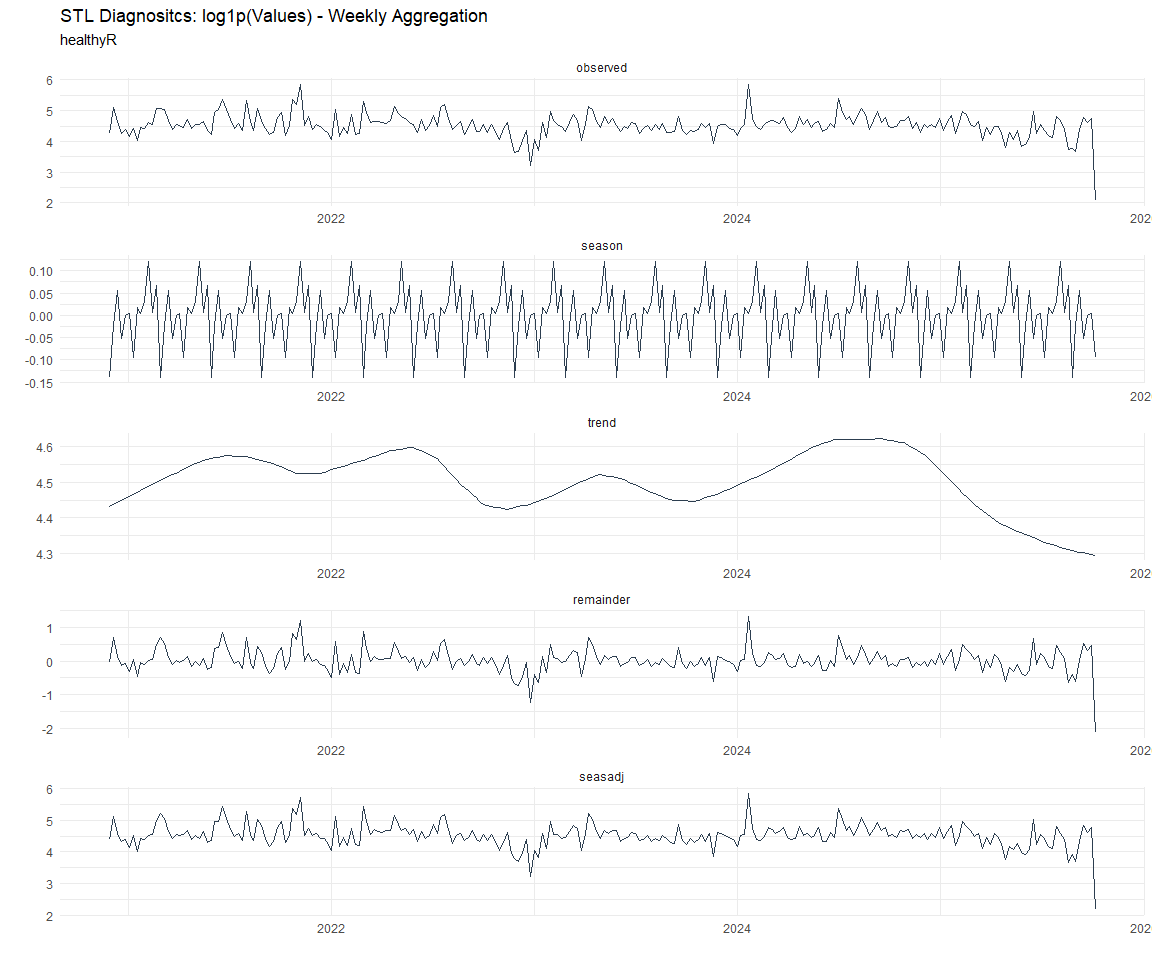 STL Diagnositcs: log1p(Values) - Weekly Aggregation
healthyR
observed
6
5
4
3
2
2022 2024 202
season
0.10
0.05
0.00
-0.05
-0.10
-0.15
2022 2024 202
trend
4.6
4.5
4.4
4.3
2022 2024 202
remainder
1
0
-1
-2
2022 2024 202
seasadj
6
5
4
3
2
2022 2024 202